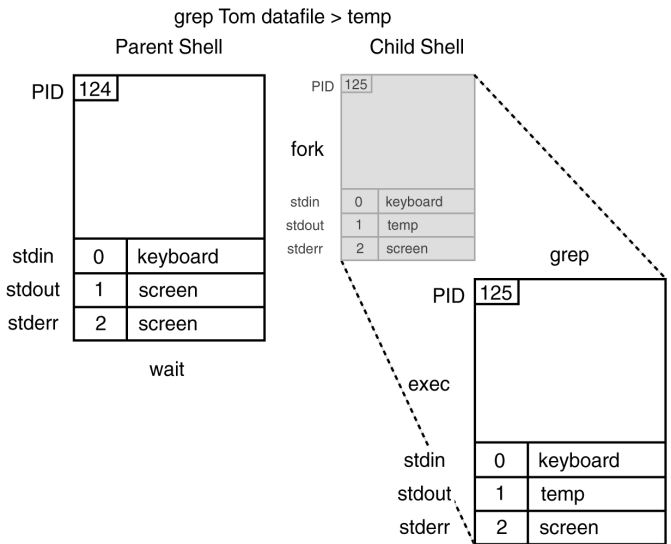 grep Tom datafile > temp
Parent Shell
PID 124
stdin 0 keyboard
stdout 1 screen
stderr 2 screen
wait
Child Shell
PID 125
fork
stdin 0 keyboard
stdout 1 temp
stderr 2 screen
exec
grep
PID 125
stdin 0 keyboard
stdout 1 temp
stderr 2 screen